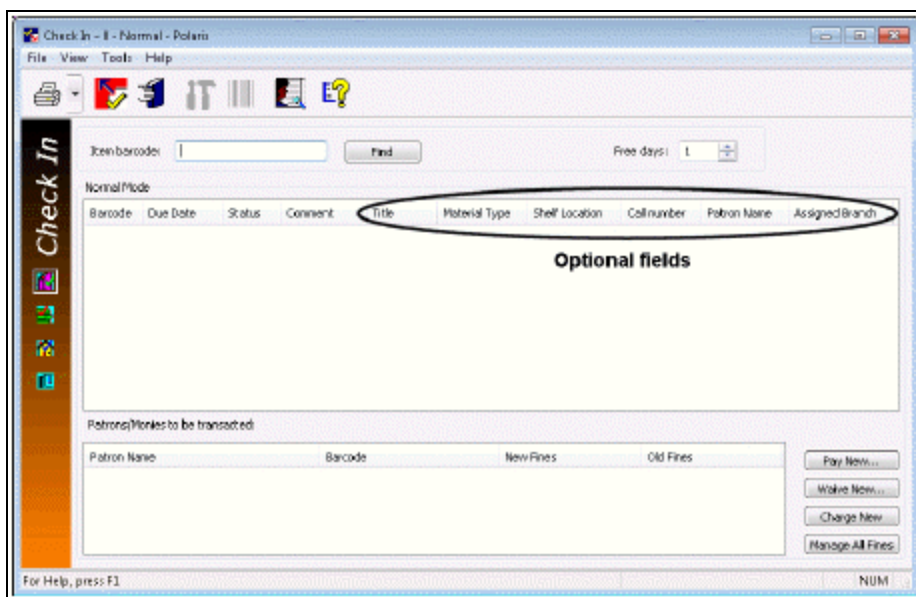 Check In - 8 - Normal - Polaris
File View Tools Help
Check In
Item barcode: Find Free days: 1
Normal Mode
Barcode Due Date Status Comment Title Material Type Shelf Location Call number Patron Name Assigned Branch
Optional fields
Patrons/Monies to be transacted:
Patron Name Barcode New Fines Old Fines
Pay New...
Waive New...
Charge New
Manage All Fines
For Help, press F1 NUM